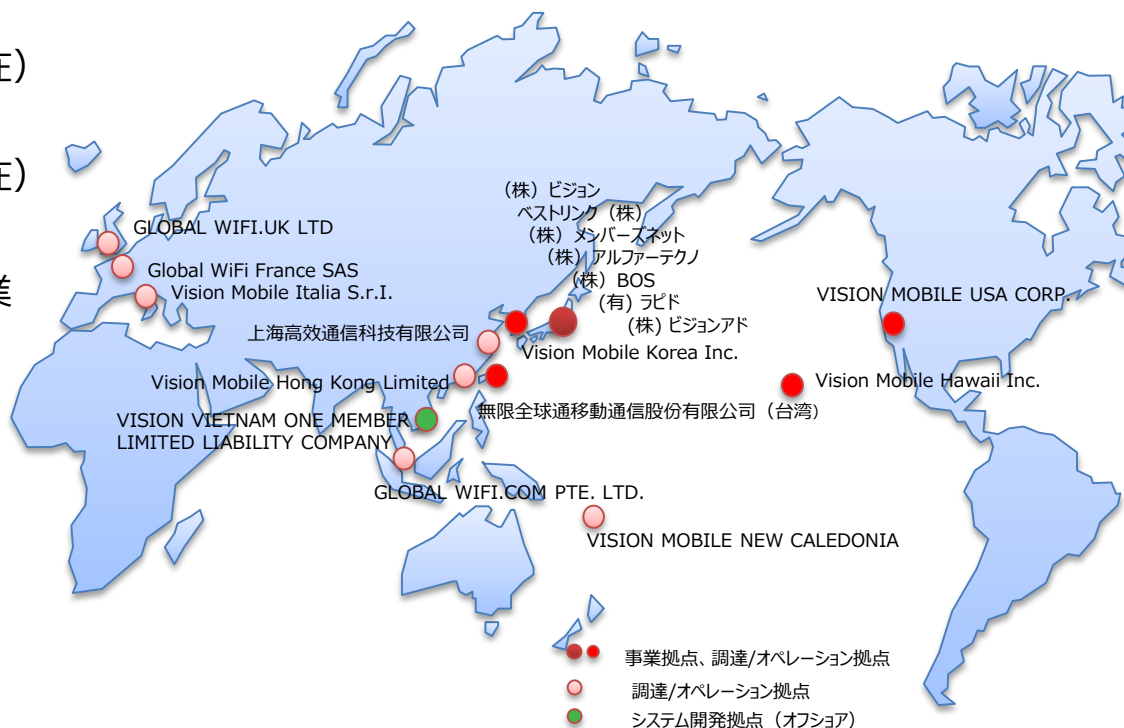 在)
在)
業
(株) ビジョン
ベストリンク (株)
(株) メンバーズネット
(株) アルファーテクノ
(株) BOS
(有) ラピド
(株) ビジョンアド
GLOBAL WIFI.UK LTD
Global WiFi France SAS
Vision Mobile Italia S.r.I.
VISION MOBILE USA CORP.
上海高效通信科技有限公司
Vision Mobile Korea Inc.
Vision Mobile Hong Kong Limited
Vision Mobile Hawaii Inc.
無限全球通移動通信股份有限公司(台湾)
VISION VIETNAM ONE MEMBER
LIMITED LIABILITY COMPANY
GLOBAL WIFI.COM PTE. LTD.
VISION MOBILE NEW CALEDONIA
事業拠点、調達/オペレーション拠点
調達/オペレーション拠点
システム開発拠点(オフショア)